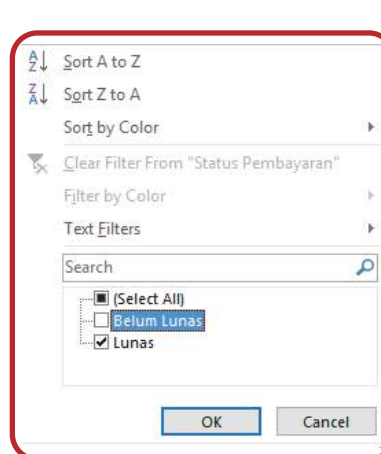 Sort A to Z
Sort Z to A
Sort by Color
Clear Filter From "Status Pembayaran"
Filter by Color
Text Filters
Search
(Select All)
Belum Lunas
Lunas
OK Cancel